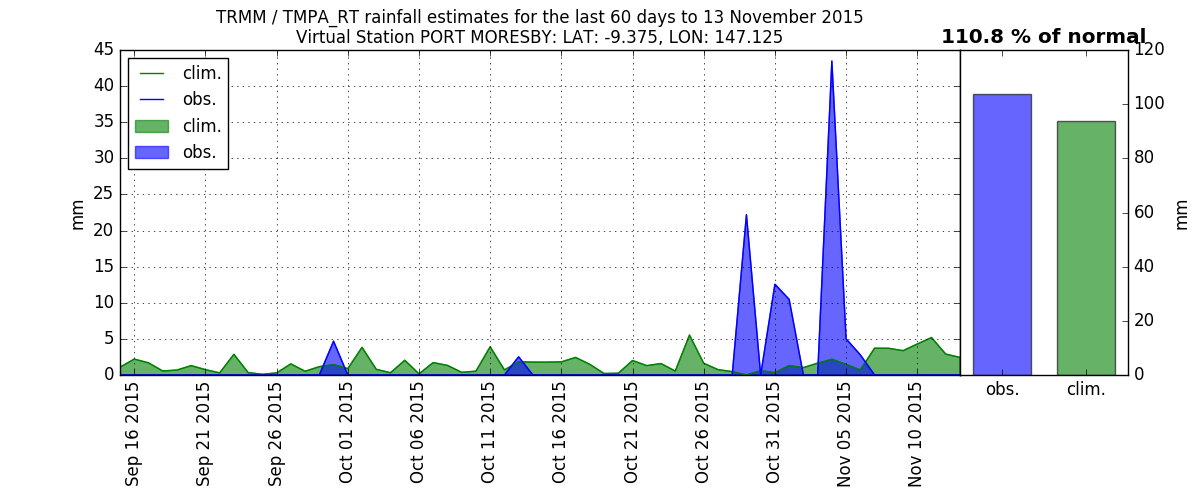 TRMM / TMPA_RT rainfall estimates for the last 60 days to 13 November 2015
Virtual Station PORT MORESBY: LAT: -9.375, LON: 147.125
110.8 % of normal
45
40
35
30
25
20
15
10
5
0
mm
clim.
obs.
clim.
obs.
Sep 16 2015
Sep 21 2015
Sep 26 2015
Oct 01 2015
Oct 06 2015
Oct 11 2015
Oct 16 2015
Oct 21 2015
Oct 26 2015
Oct 31 2015
Nov 05 2015
Nov 10 2015
120
100
80
60
40
20
0
mm
obs.
clim.